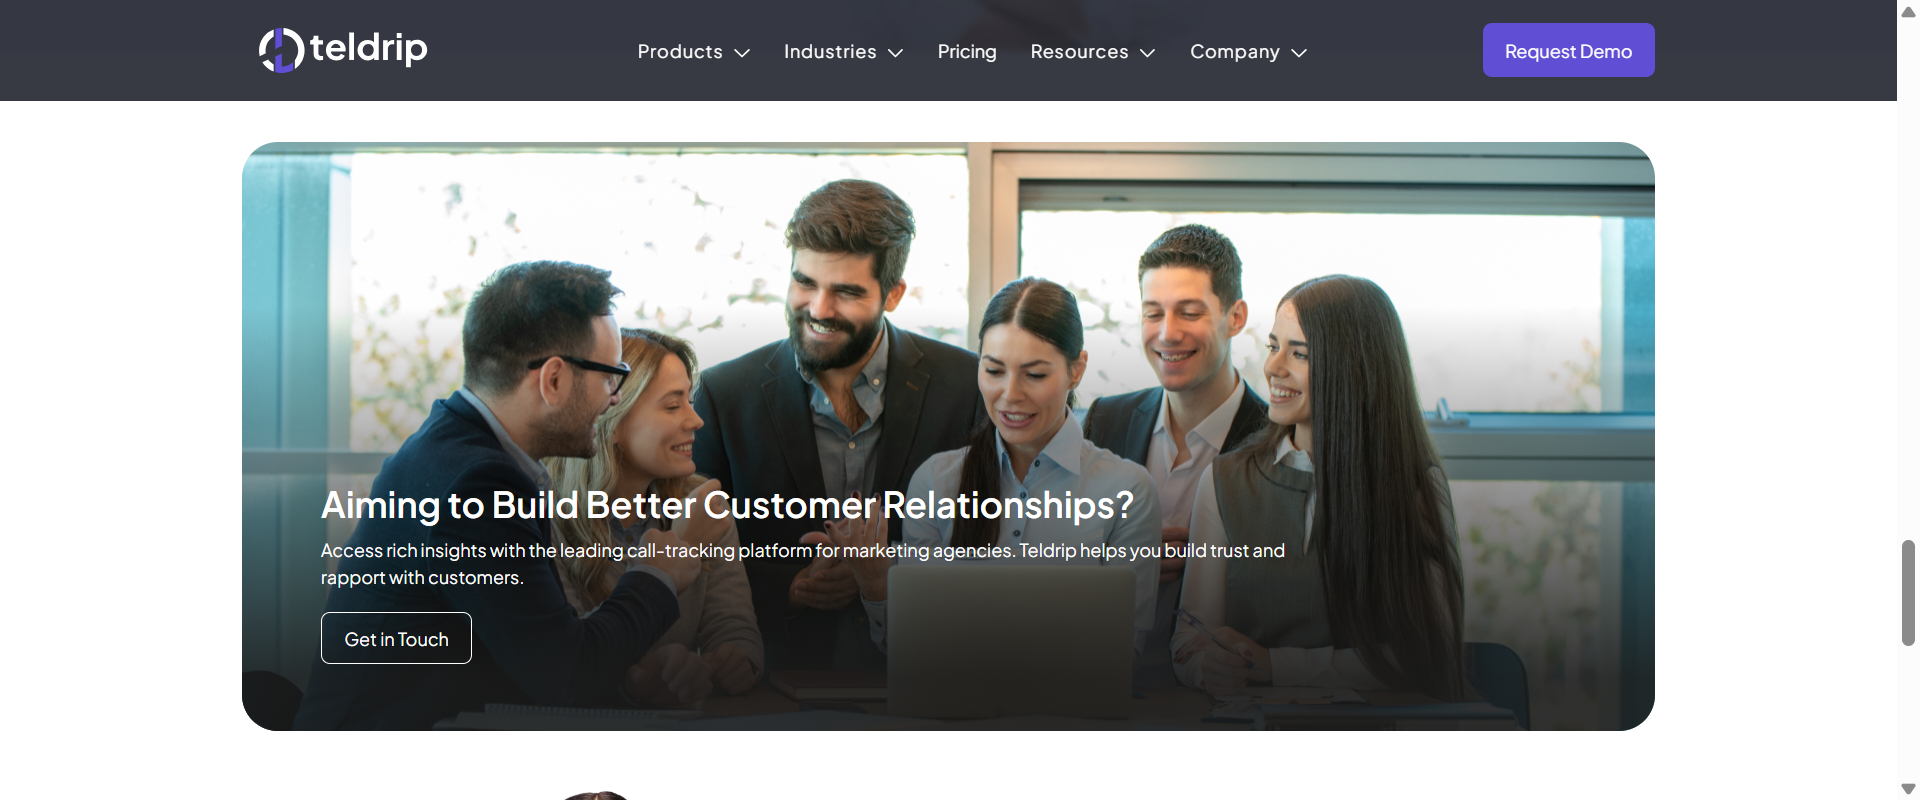 teldrip
Products
Industries
Pricing
Resources
Company
Request Demo
Aiming to Build Better Customer Relationships?
Access rich insights with the leading call-tracking platform for marketing agencies. Teldrip helps you build trust and
rapport with customers.
Get in Touch